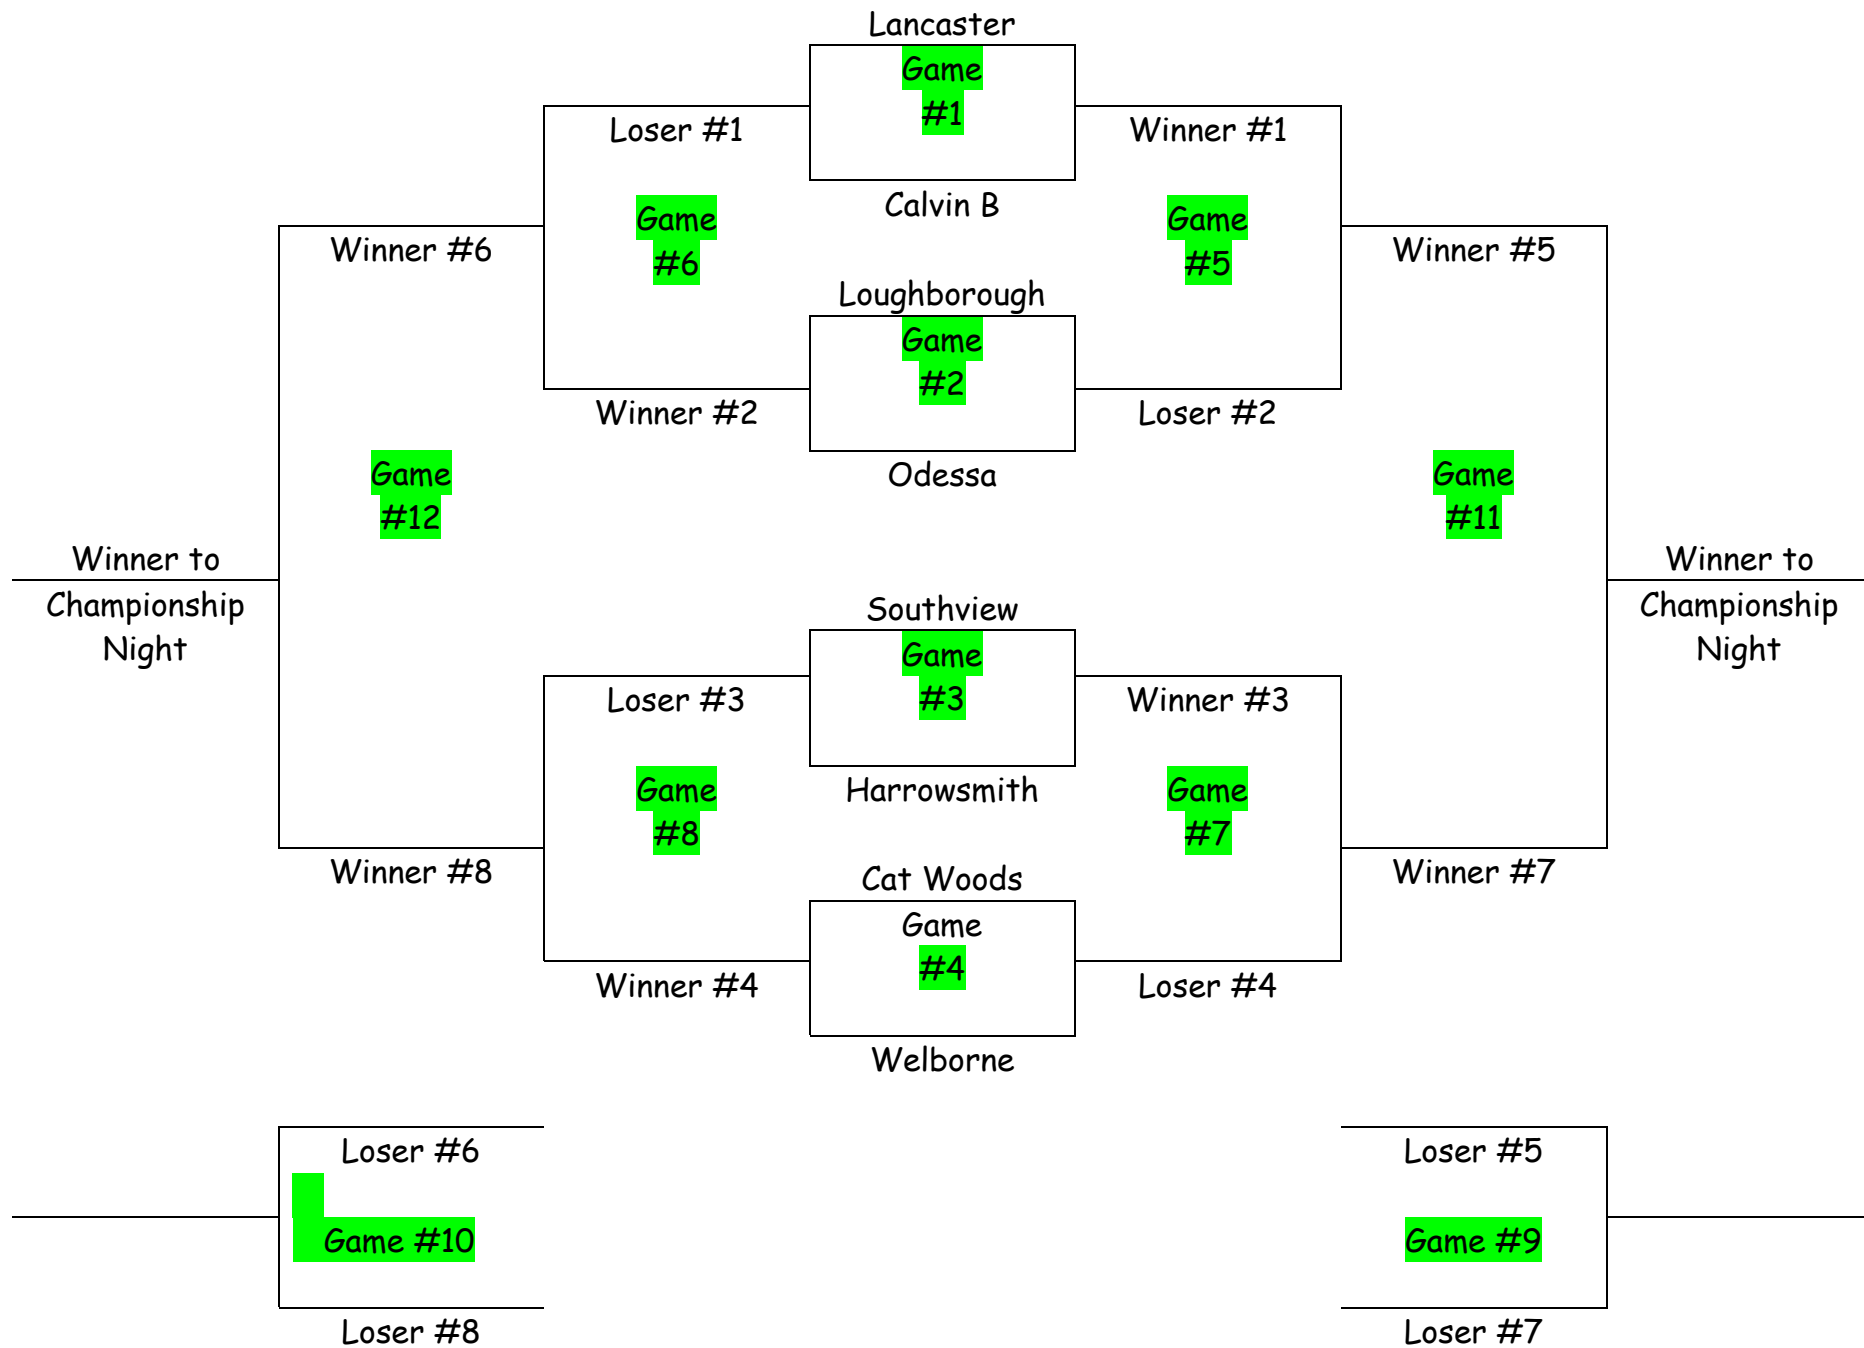 Lancaster
Game
#1
Loser #1
Winner #1
Calvin B
Game
#6
Game
#5
Winner #6
Winner #5
Loughborough
Game
#2
Winner #2
Loser #2
Odessa
Game
#12
Game
#11
Winner to
Championship
Night
Winner to
Championship
Night
Southview
Game
#3
Loser #3
Winner #3
Harrowsmith
Game
#8
Game
#7
Winner #8
Winner #7
Cat Woods
Game
#4
Winner #4
Loser #4
Welborne
Loser #6
Game #10
Loser #8
Loser #5
Game #9
Loser #7